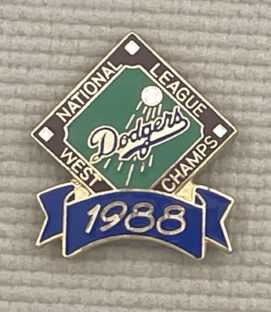 NATIONAL LEAGUE
Dodgers
WEST CHAMPS
1988